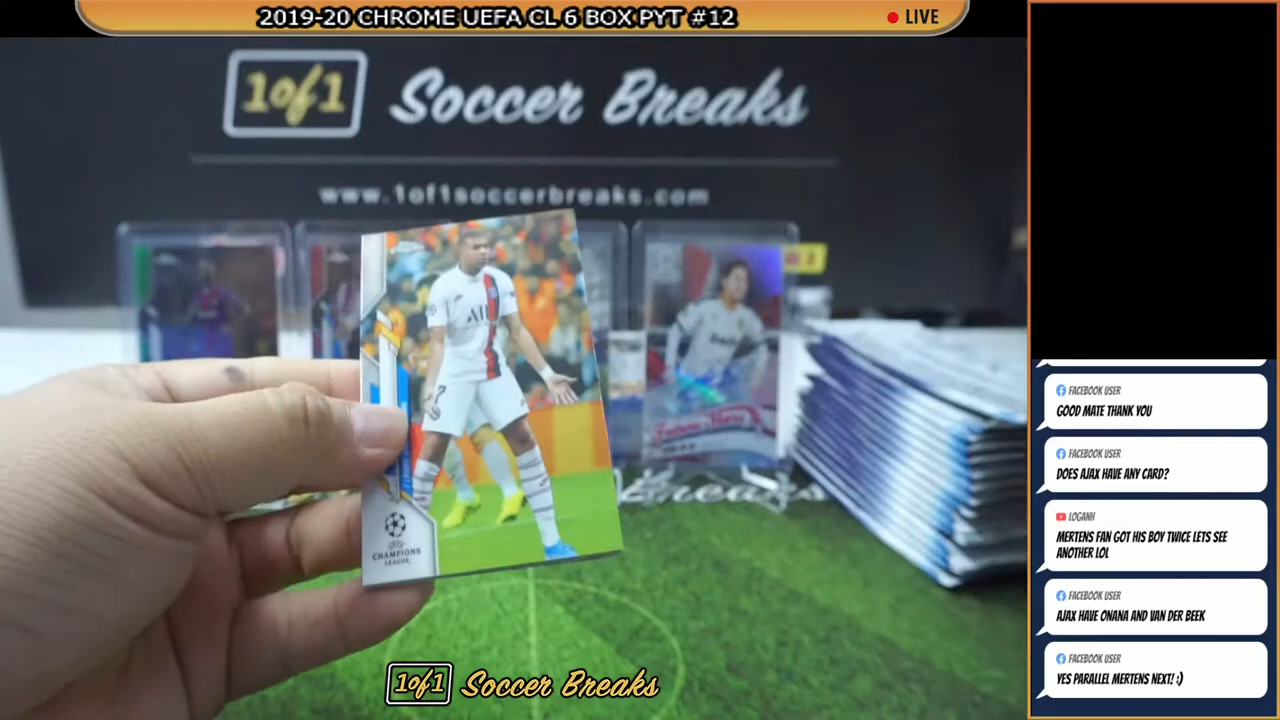 2019-20 CHROME UEFA CL 6 BOX PYT #12
LIVE
1of1 Soccer Breaks
www.1of1soccerbreaks.com
CHAMPIONS
LEAGUE
Breaks
1of1 Soccer Breaks
FACEBOOK USER
GOOD MATE THANK YOU
FACEBOOK USER
DOES AJAX HAVE ANY CARD?
LOGANH
MERTENS FAN GOT HIS BOY TWICE LETS SEE
ANOTHER LOL
FACEBOOK USER
AJAX HAVE ONANA AND VAN DER BEEK
FACEBOOK USER
YES PARALLEL MERTENS NEXT! ;)